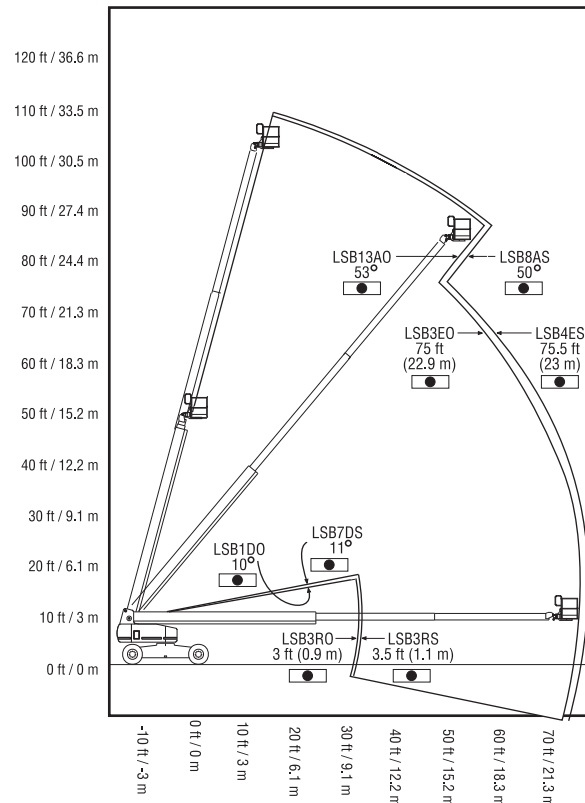 120 ft / 36.6 m
110 ft / 33.5 m
100 ft / 30.5 m
90 ft / 27.4 m
80 ft / 24.4 m
70 ft / 21.3 m
60 ft / 18.3 m
50 ft / 15.2 m
40 ft / 12.2 m
30 ft / 9.1 m
20 ft / 6.1 m
10 ft / 3 m
0 ft / 0 m
LSB13AO
53°
LSB8AS
50°
LSB3EO
75 ft
(22.9 m)
LSB4ES
75.5 ft
(23 m)
LSB7DS
11°
LSB1DO
10°
LSB3RO
3 ft (0.9 m)
LSB3RS
3.5 ft (1.1 m)
-10 ft / -3 m
0 ft / 0 m
10 ft / 3 m
20 ft /
6.1 m
30 ft /
9.1 m
40 ft /
12.2 m
50 ft /
15.2 m
60 ft /
18.3 m
70 ft /
21.3 m